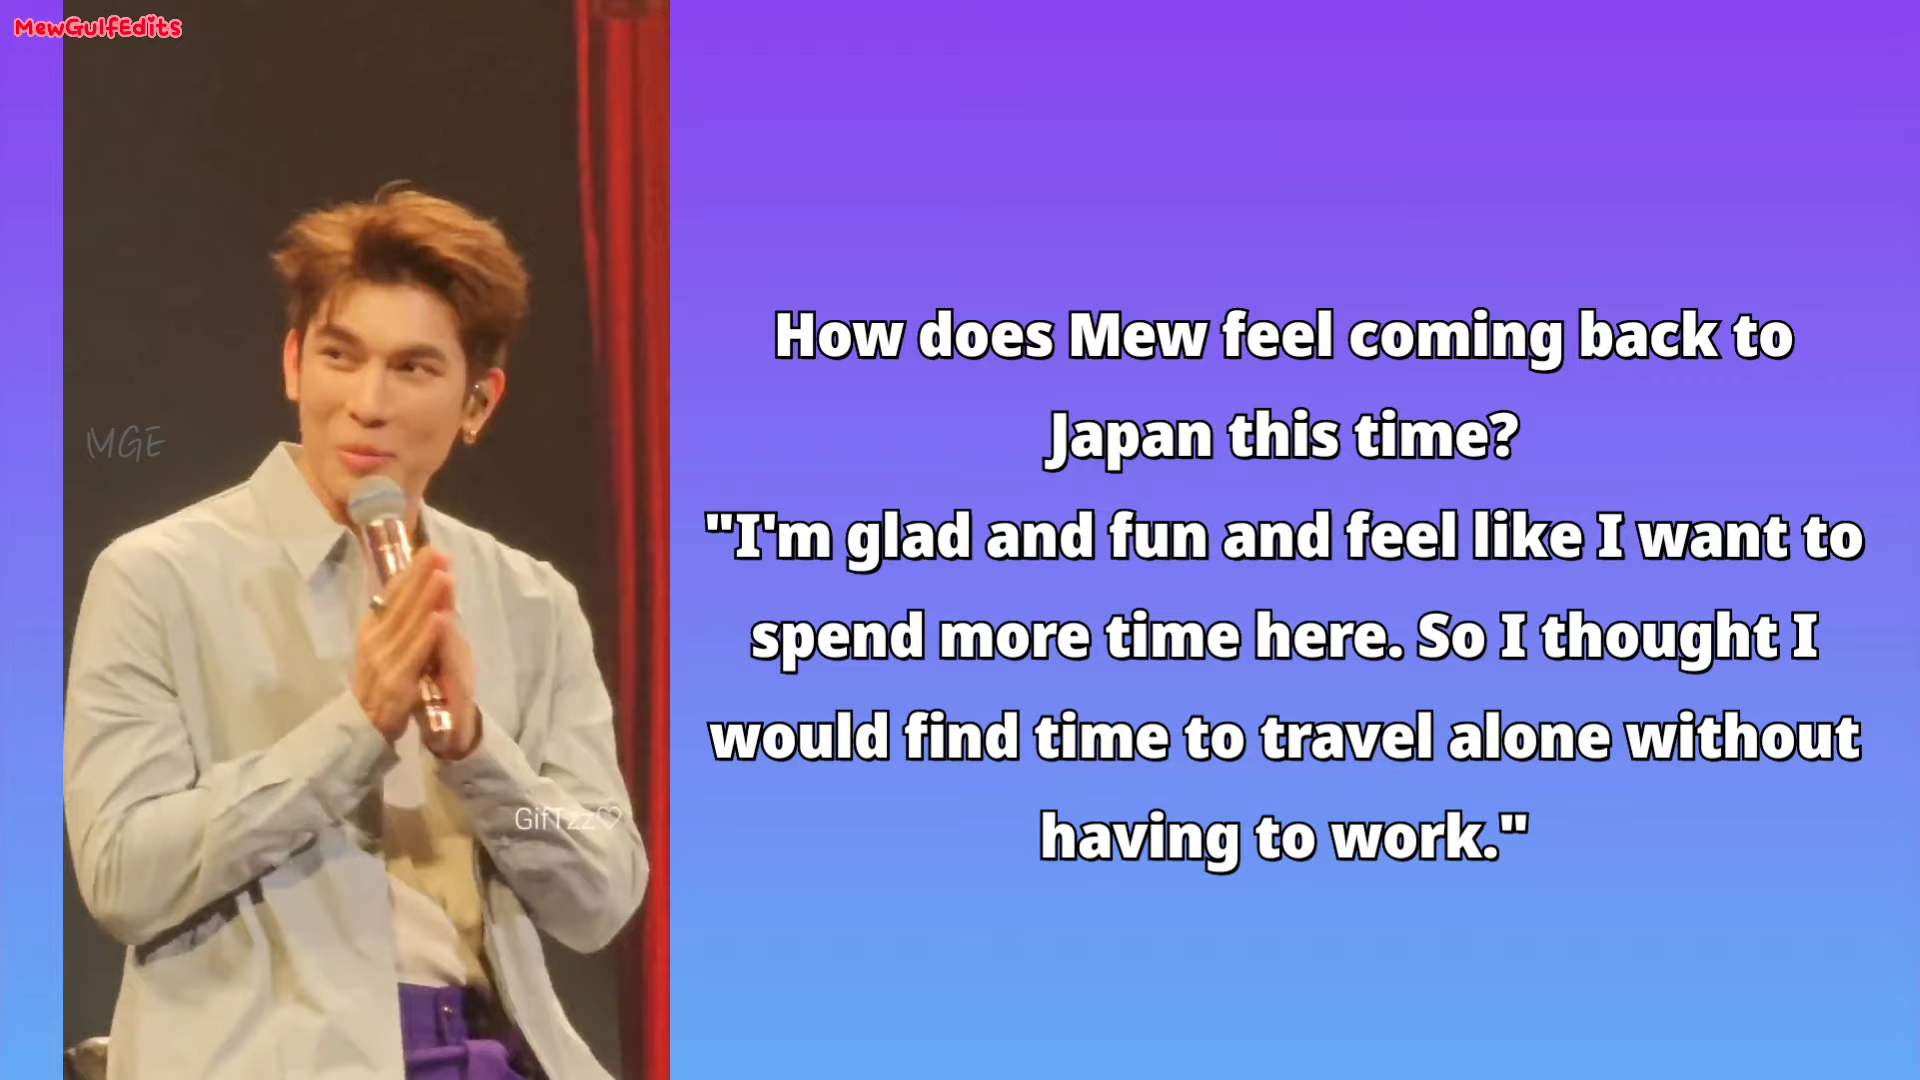 MewGulfEdits
MGE
GifTzz♡
How does Mew feel coming back to
Japan this time?
"I'm glad and fun and feel like I want to
spend more time here. So I thought I
would find time to travel alone without
having to work."